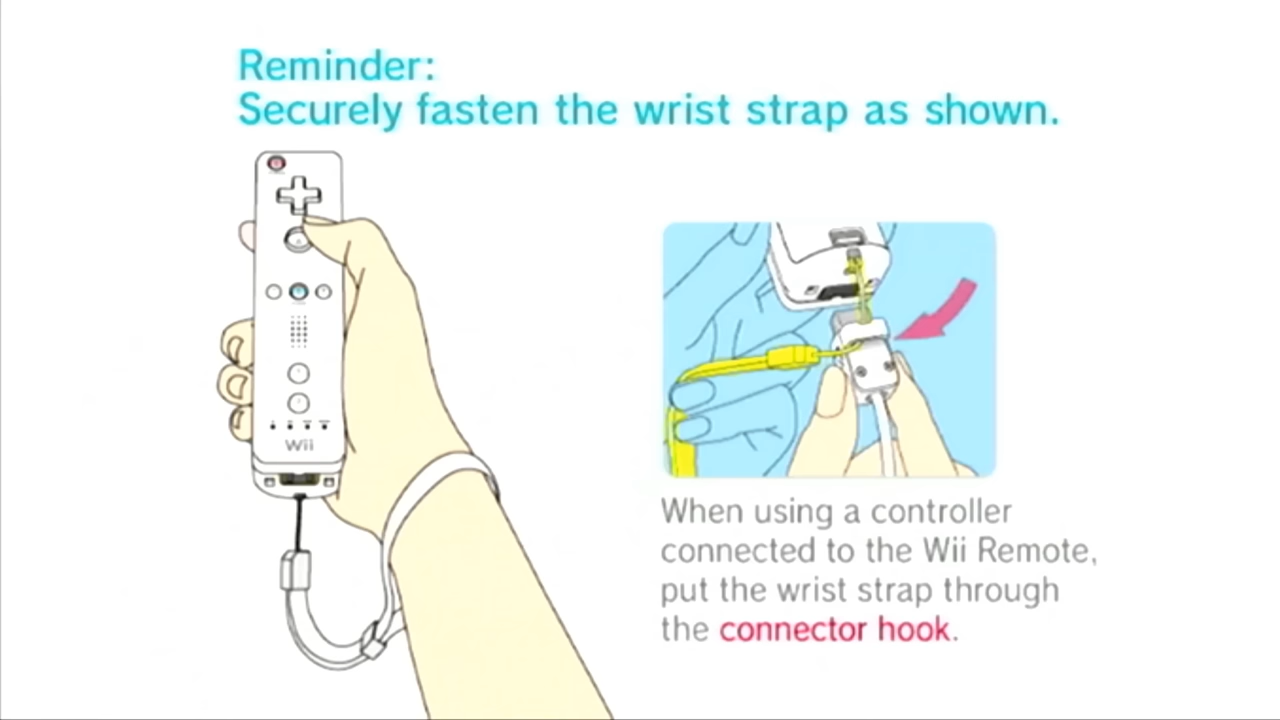 Reminder:
Securely fasten the wrist strap as shown.
Wii
When using a controller
connected to the Wii Remote,
put the wrist strap through
the connector hook.